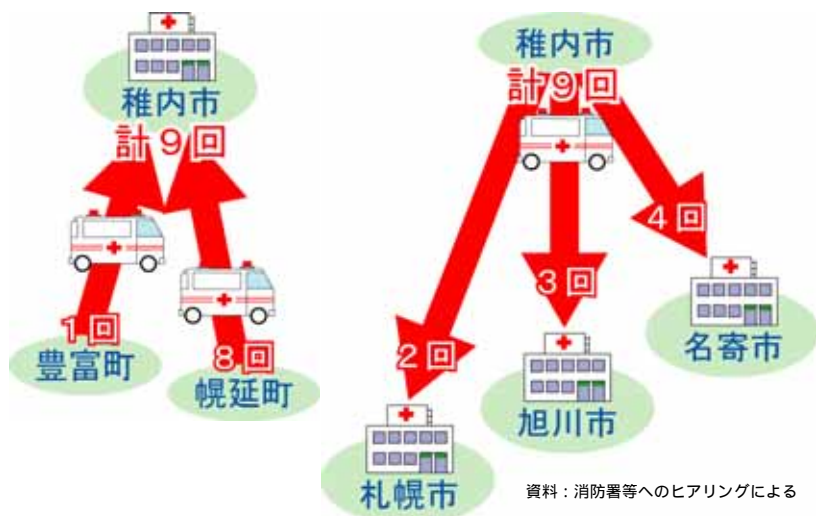 稚内市
計9回
1回
豊富町
8回
幌延町
稚内市
計9回
4回
名寄市
3回
旭川市
2回
札幌市
資料：消防署等へのヒアリングによる